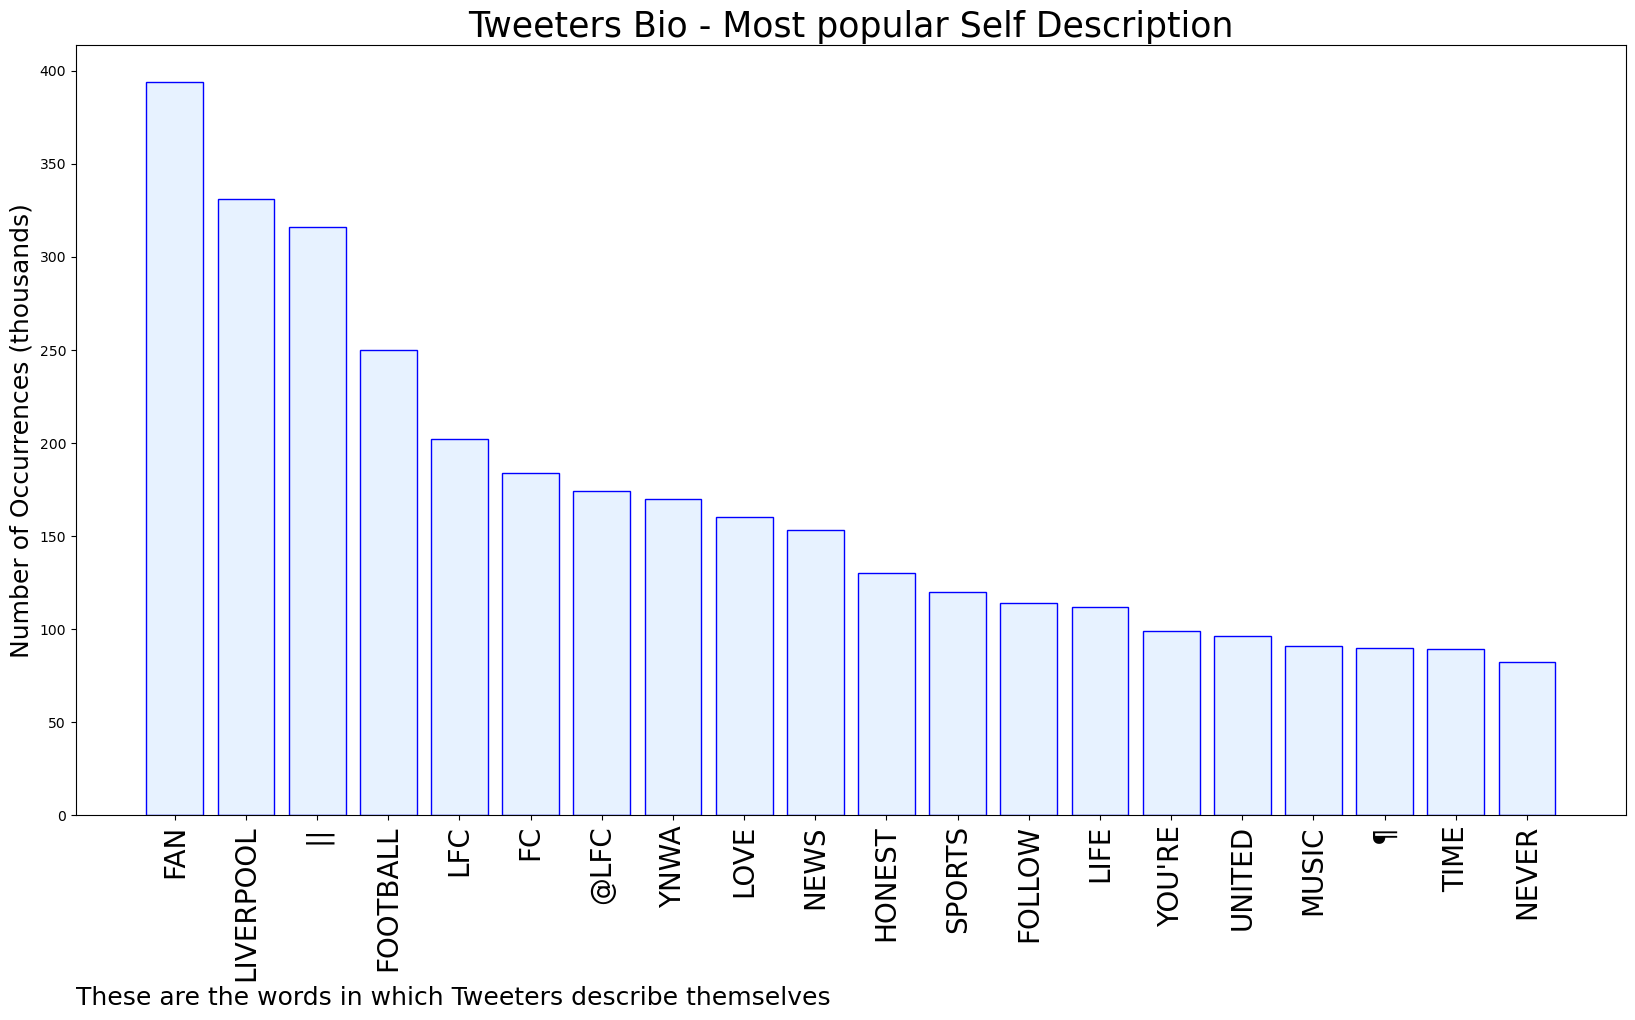 Tweeters Bio - Most popular Self Description
Number of Occurrences (thousands)
400
350
300
250
200
150
100
50
0
FAN
LIVERPOOL
||
FOOTBALL
LFC
FC
@LFC
YNWA
LOVE
NEWS
HONEST
SPORTS
FOLLOW
LIFE
YOU'RE
UNITED
MUSIC
¶
TIME
NEVER
These are the words in which Tweeters describe themselves